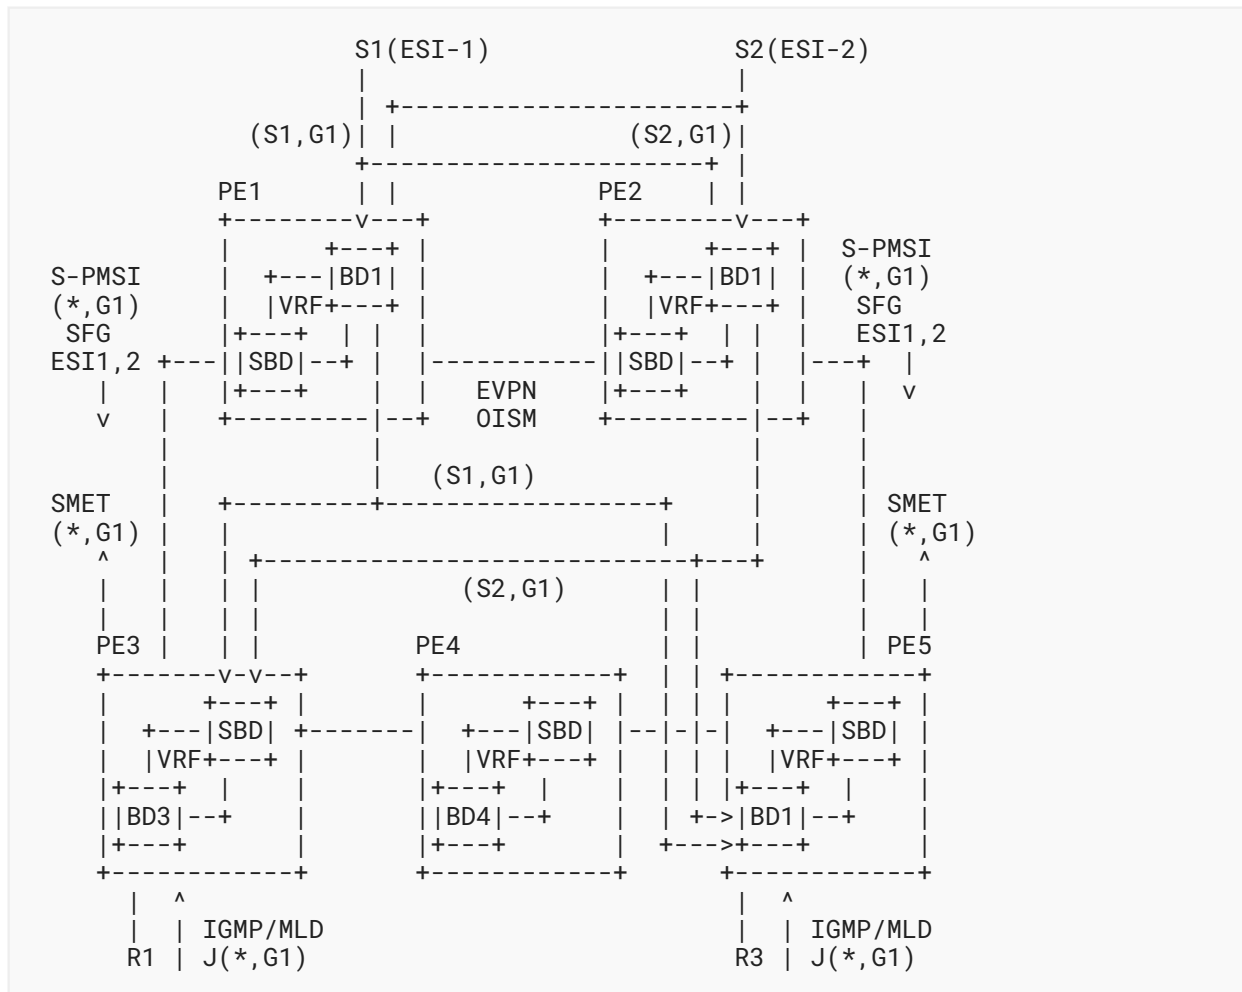 S1(ESI-1) S2(ESI-2)
(S1,G1) (S2,G1)
PE1 PE2
S-PMSI
S-PMSI BD1 BD1 (*,G1)
(*,G1) VRF VRF SFG
SFG ESI1,2
ESI1,2 SBD SBD
EVPN
OISM
(S1,G1)
SMET SMET
(*,G1) (*,G1)
(S2,G1)
PE3 PE4 PE5
SBD SBD SBD
VRF VRF VRF
BD3 BD4 BD1
IGMP/MLD IGMP/MLD
R1 J(*,G1) R3 J(*,G1)